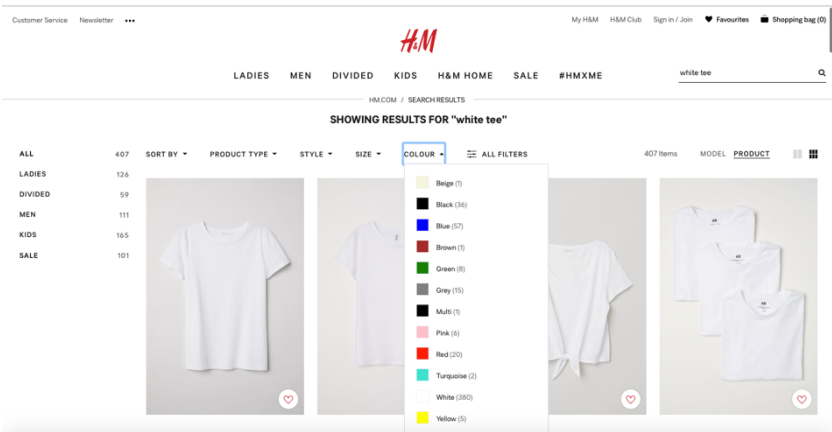 Customer Service Newsletter •••
My H&M H&M Club Sign in / Join Favourites Shopping bag (0)
H&M
LADIES MEN DIVIDED KIDS H&M HOME SALE #HMXME
white tee
HM.COM / SEARCH RESULTS
SHOWING RESULTS FOR "white tee"
ALL 407
LADIES 126
DIVIDED 59
MEN 111
KIDS 165
SALE 101
SORT BY PRODUCT TYPE STYLE SIZE COLOUR ALL FILTERS
407 Items MODEL PRODUCT
Beige (1)
Black (36)
Blue (57)
Brown (1)
Green (8)
Grey (15)
Multi (1)
Pink (6)
Red (20)
Turquoise (2)
White (380)
Yellow (5)